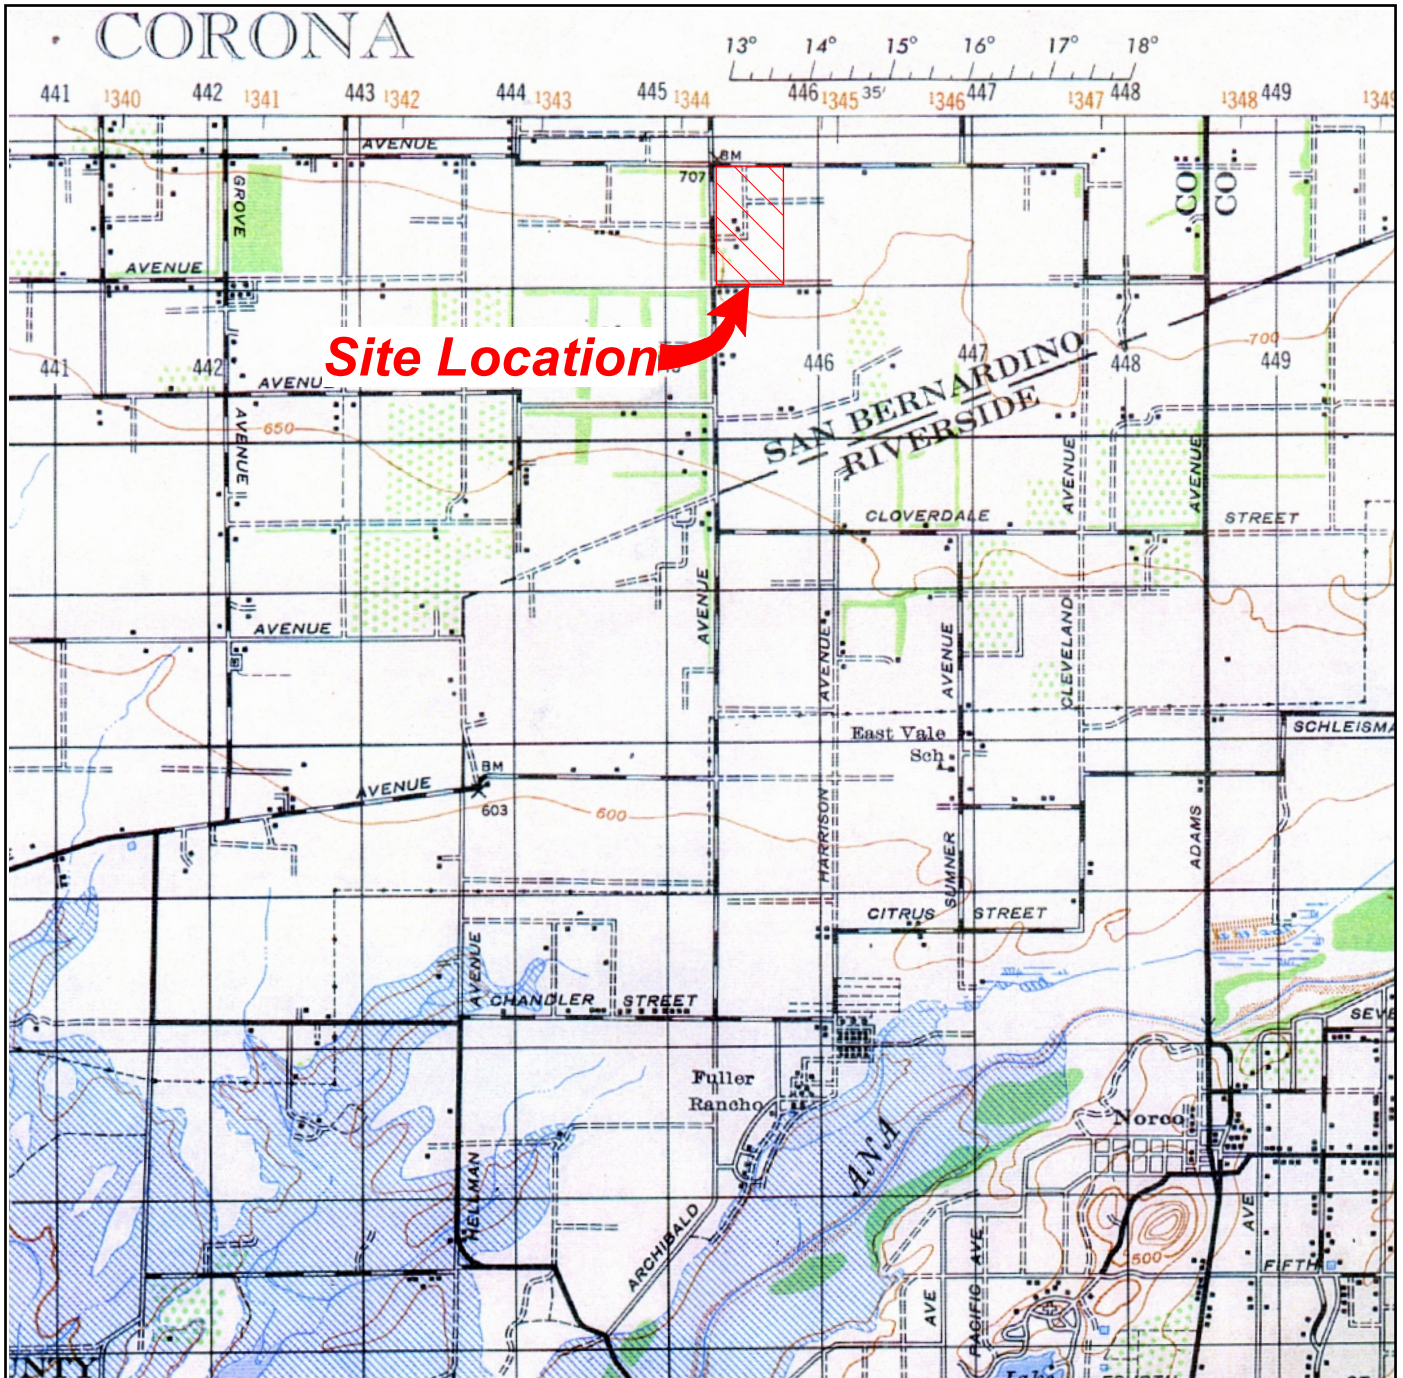 CORONA
13° 14° 15° 16° 17° 18°
441 1340 442 1341 443 1342 444 1343 445 1344 446 1345 35′ 1346 447 1347 448 1348 449 1349
AVENUE
BM
707
GROVE
CO
CO
AVENUE
Site Location
441 442 446 447 448 449
700
AVENUE
SAN BERNARDINO
RIVERSIDE
650
AVENUE
AVENUE
AVENUE
CLOVERDALE
STREET
AVENUE
AVENUE
AVENUE
AVENUE
CLEVELAND
East Vale
Sch
SCHLEISMA
BM
AVENUE
603
600
HARRISON
SUMNER
ADAMS
CITRUS STREET
AVENUE
CHANDLER STREET
SEVE
Fuller
Rancho
ANA
Norco
HELLMAN
ARCHIBALD
AVE
PACIFIC AVE
AVE
500
FIFTH
UNTY
Lake